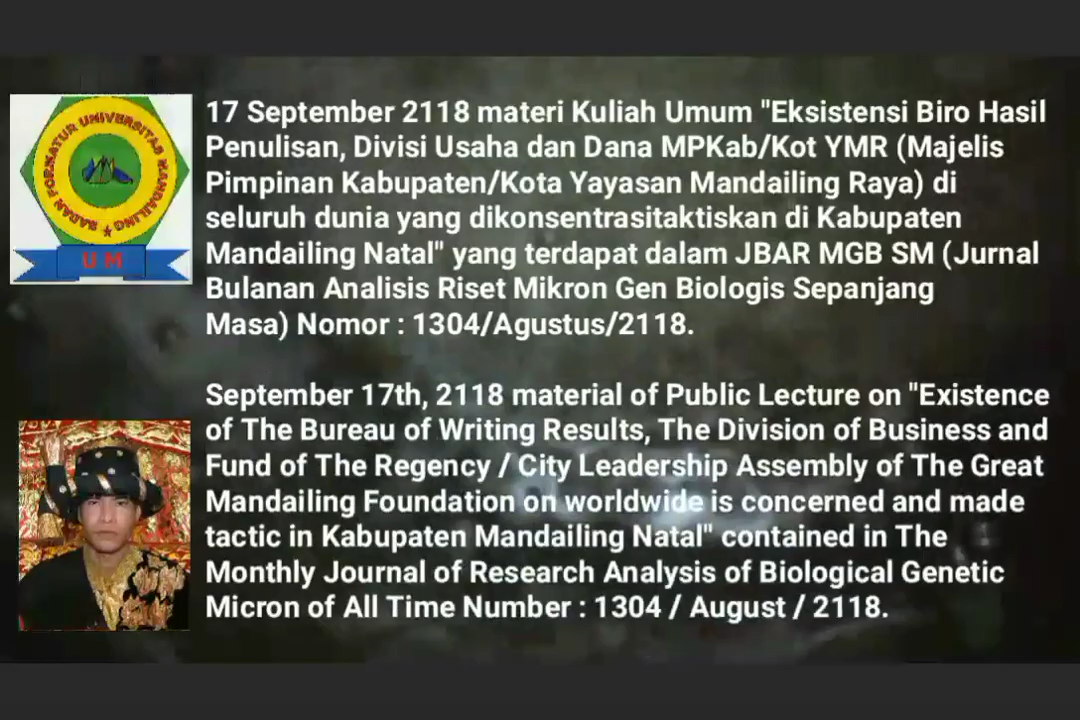 BADAN FORMATUR UNIVERSITAS MANDAILING
UM
17 September 2118 materi Kuliah Umum "Eksistensi Biro Hasil
Penulisan, Divisi Usaha dan Dana MPKab/Kot YMR (Majelis
Pimpinan Kabupaten/Kota Yayasan Mandailing Raya) di
seluruh dunia yang dikonsentrasitaktiskan di Kabupaten
Mandailing Natal" yang terdapat dalam JBAR MGB SM (Jurnal
Bulanan Analisis Riset Mikron Gen Biologis Sepanjang
Masa) Nomor : 1304/Agustus/2118.
September 17th, 2118 material of Public Lecture on "Existence
of The Bureau of Writing Results, The Division of Business and
Fund of The Regency / City Leadership Assembly of The Great
Mandailing Foundation on worldwide is concerned and made
tactic in Kabupaten Mandailing Natal" contained in The
Monthly Journal of Research Analysis of Biological Genetic
Micron of All Time Number : 1304 / August / 2118.